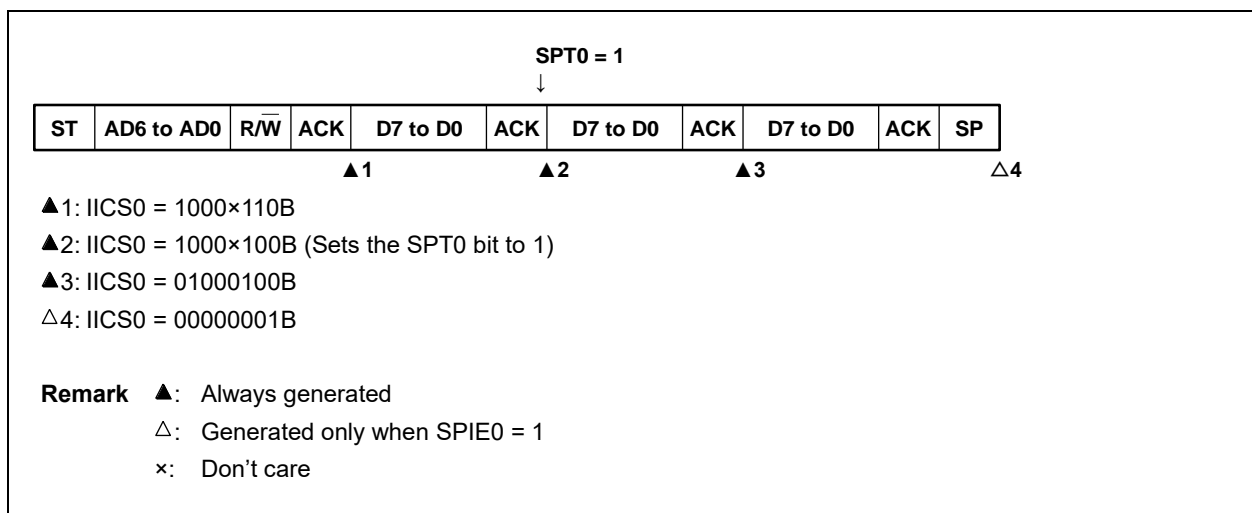 SPT0 = 1
↓
ST AD6 to AD0 R/W̅ ACK D7 to D0 ACK D7 to D0 ACK D7 to D0 ACK SP
▲1 ▲2 ▲3 △4
▲1: IICS0 = 1000×110B
▲2: IICS0 = 1000×100B (Sets the SPT0 bit to 1)
▲3: IICS0 = 01000100B
△4: IICS0 = 00000001B
Remark ▲: Always generated
△: Generated only when SPIE0 = 1
×: Don’t care